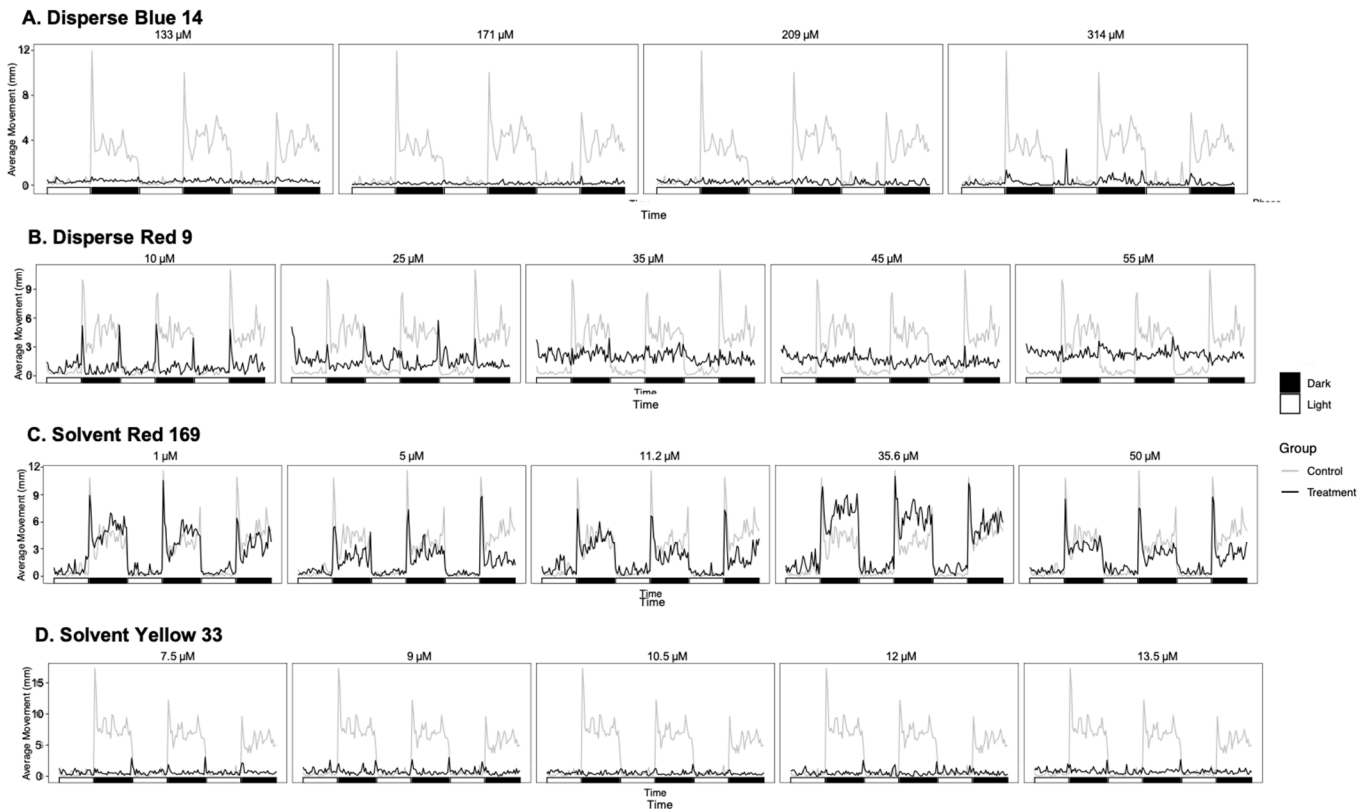 A. Disperse Blue 14
133 µM 171 µM 209 µM 314 µM
Average Movement (mm)
12
8
4
0
Time
B. Disperse Red 9
10 µM 25 µM 35 µM 45 µM 55 µM
Average Movement (mm)
9
6
3
0
Time
Time
Dark
Light
C. Solvent Red 169
1 µM 5 µM 11.2 µM 35.6 µM 50 µM
Group
Control
Treatment
Average Movement (mm)
12
9
6
3
0
Time
Time
D. Solvent Yellow 33
7.5 µM 9 µM 10.5 µM 12 µM 13.5 µM
Average Movement (mm)
15
10
5
0
Time
Time